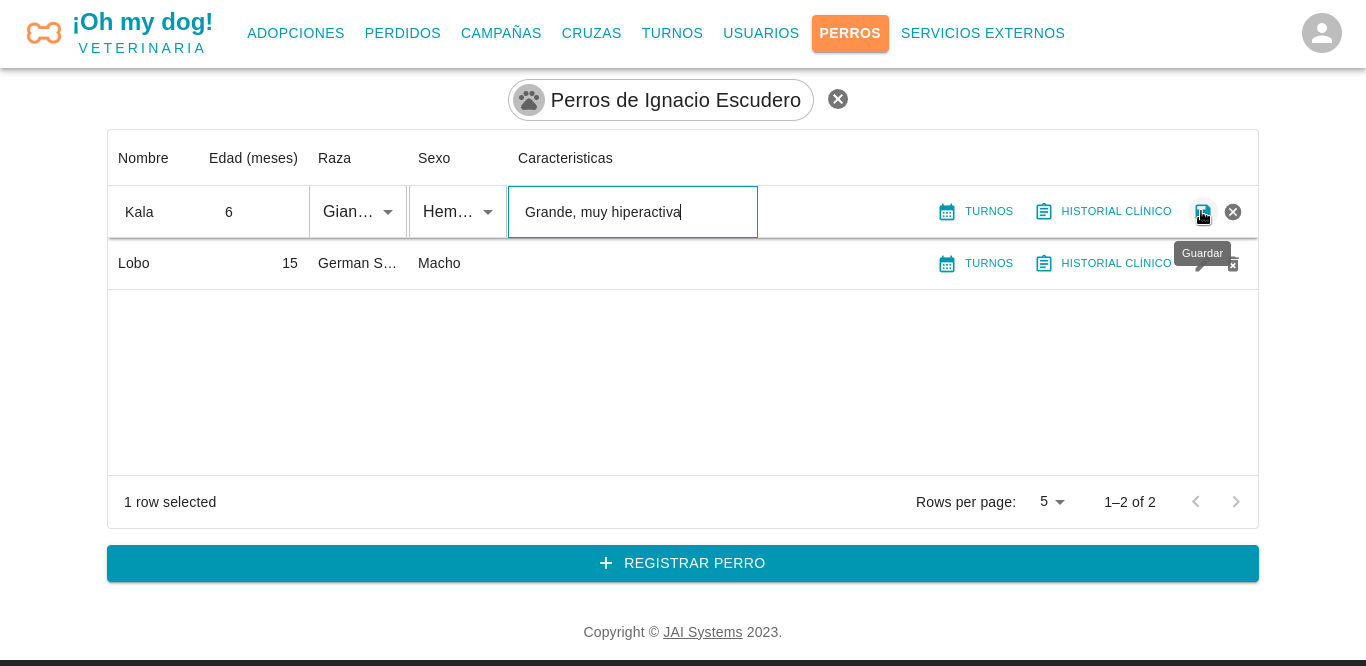 ¡Oh my dog!
VETERINARIA
ADOPCIONES PERDIDOS CAMPAÑAS CRUZAS TURNOS USUARIOS PERROS SERVICIOS EXTERNOS
Perros de Ignacio Escudero
Nombre Edad (meses) Raza Sexo Caracteristicas
Kala 6 Gian... Hem... Grande, muy hiperactiva TURNOS HISTORIAL CLÍNICO
Guardar
Lobo 15 German S... Macho TURNOS HISTORIAL CLÍNICO
1 row selected Rows per page: 5 1–2 of 2
REGISTRAR PERRO
Copyright © JAI Systems 2023.